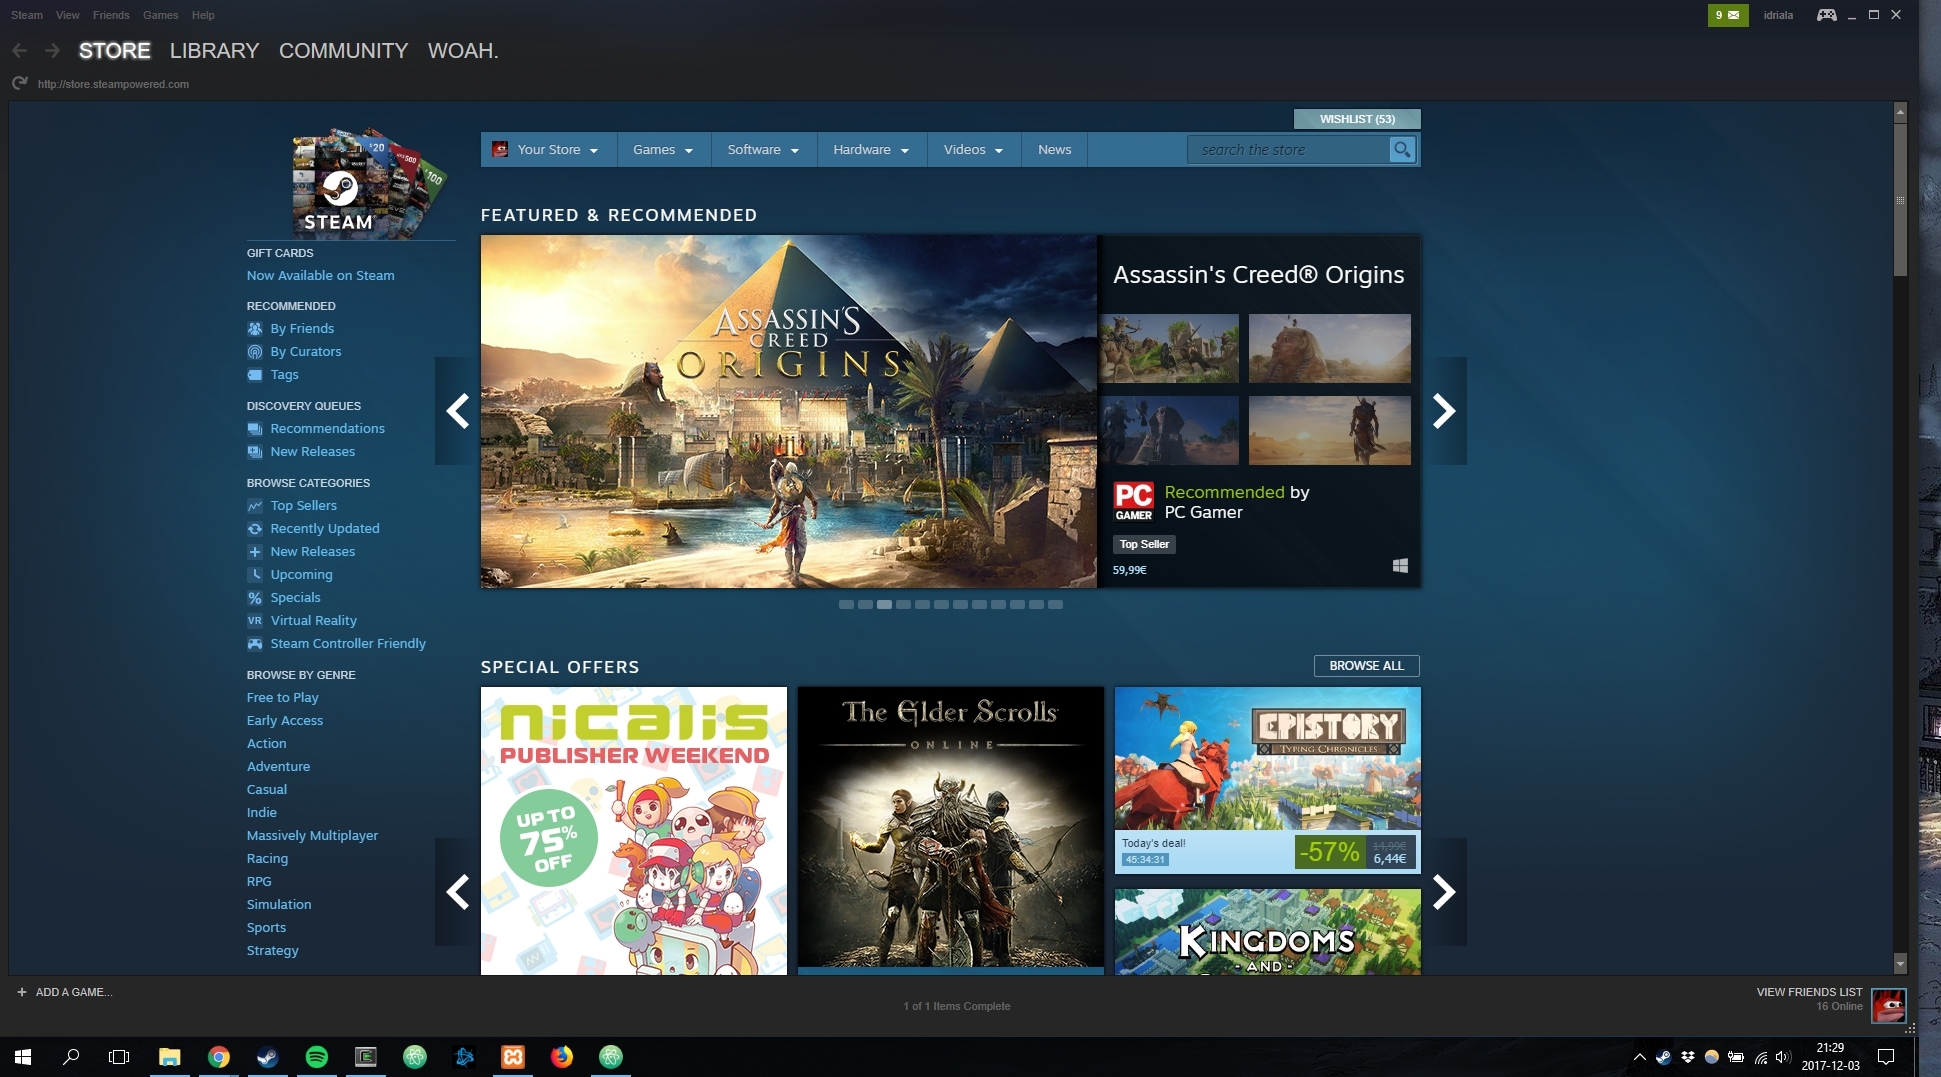 Steam View Friends Games Help
9 idriala
STORE LIBRARY COMMUNITY WOAH.
http://store.steampowered.com
WISHLIST (53)
Your Store Games Software Hardware Videos News search the store
$20
$100
STEAM
GIFT CARDS
Now Available on Steam
RECOMMENDED
By Friends
By Curators
Tags
DISCOVERY QUEUES
Recommendations
New Releases
BROWSE CATEGORIES
Top Sellers
Recently Updated
New Releases
Upcoming
Specials
VR Virtual Reality
Steam Controller Friendly
BROWSE BY GENRE
Free to Play
Early Access
Action
Adventure
Casual
Indie
Massively Multiplayer
Racing
RPG
Simulation
Sports
Strategy
FEATURED & RECOMMENDED
ASSASSIN'S
CREED
ORIGINS
Assassin's Creed® Origins
PC
GAMER
Recommended by
PC Gamer
Top Seller
59,99€
SPECIAL OFFERS
BROWSE ALL
nicalis
PUBLISHER WEEKEND
UP TO
75%
OFF
The Elder Scrolls
ONLINE
EPISTORY
TYPING CHRONICLES
Today's deal!
45:34:31
-57%
14,99€
6,44€
KINGDOMS
- AND -
+ ADD A GAME...
1 of 1 Items Complete
VIEW FRIENDS LIST
16 Online
21:29
2017-12-03